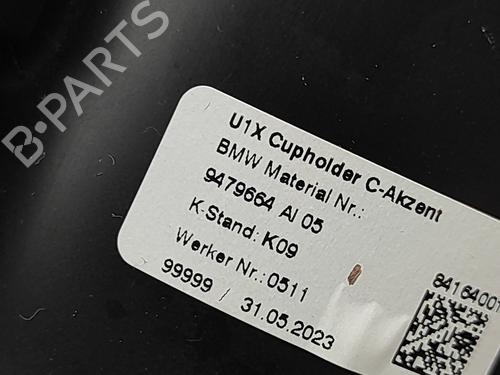 B-PARTS
U1X Cupholder C-Akzent
BMW Material Nr.:
9479664 AI 05
K-Stand: K09
Werker Nr.:0511
99999 / 31.05.2023
84164001